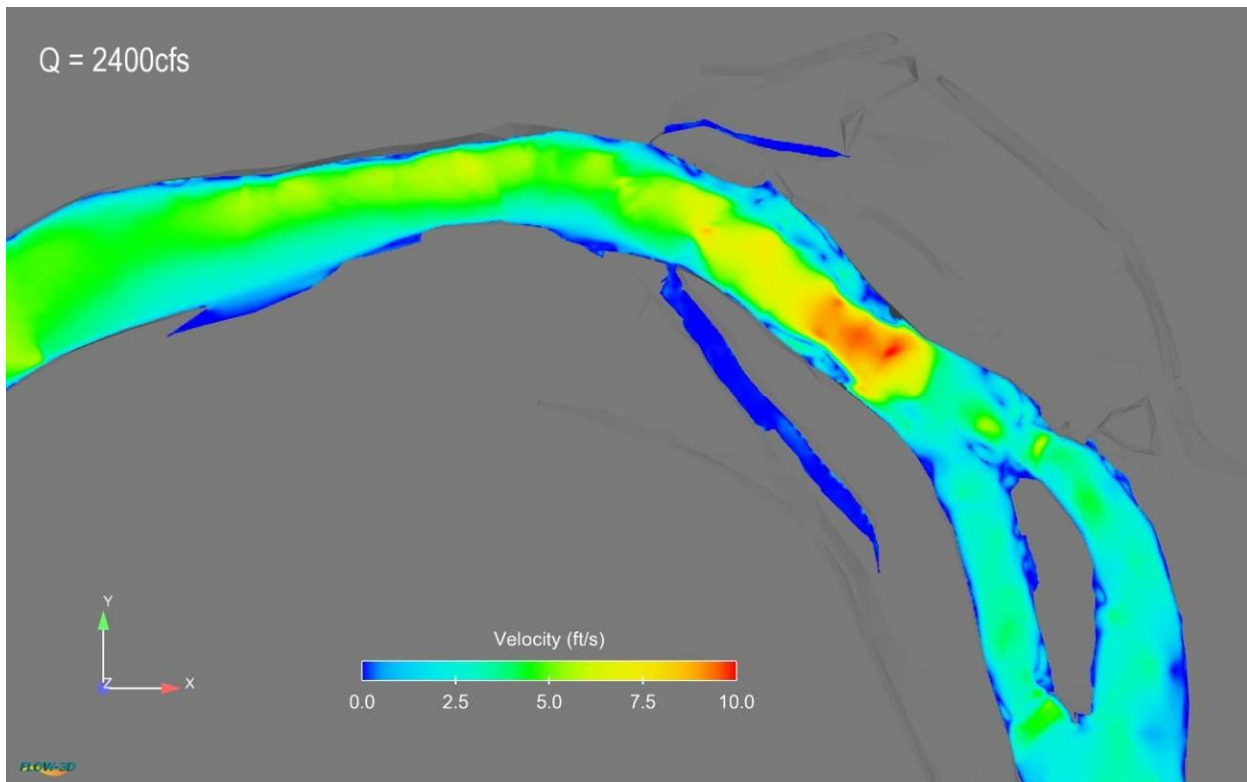 Q = 2400cfs
Y
Z
X
Velocity (ft/s)
0.0 2.5 5.0 7.5 10.0
FLOW-3D